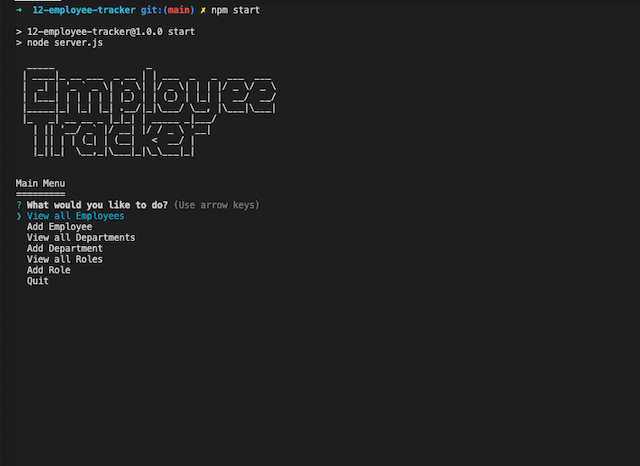 ➜  12-employee-tracker git:(main) ✗ npm start
> 12-employee-tracker@1.0.0 start
> node server.js
Employee
Tracker
Main Menu
=========
? What would you like to do? (Use arrow keys)
❯ View all Employees
  Add Employee
  View all Departments
  Add Department
  View all Roles
  Add Role
  Quit